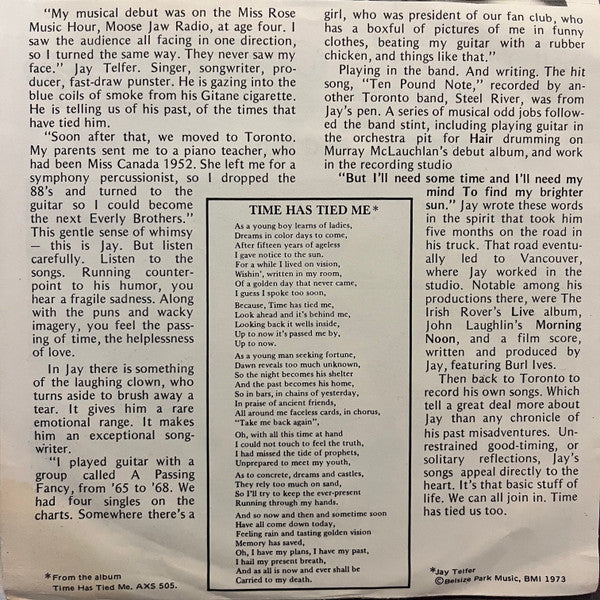 "My musical debut was on the Miss Rose
Music Hour, Moose Jaw Radio, at age four. I
saw the audience all facing in one direction,
so I turned the same way. They never saw my
face." Jay Telfer. Singer, songwriter, pro-
ducer, fast-draw punster. He is gazing into the
blue coils of smoke from his Gitane cigarette.
He is telling us of his past, of the times that
have tied him.
"Soon after that, we moved to Toronto.
My parents sent me to a piano teacher, who
had been Miss Canada 1952. She left me for a
symphony percussionist, so I dropped the
88's and turned to the
guitar so I could become
the next Everly Brothers."
This gentle sense of whimsy
— this is Jay. But listen
carefully. Listen to the
songs. Running counter-
point to his humor, you
hear a fragile sadness. Along
with the puns and wacky
imagery, you feel the pass-
ing of time, the helplessness
of love.
In Jay there is something
of the laughing clown, who
turns aside to brush away a
tear. It gives him a rare
emotional range. It makes
him an exceptional song-
writer.
"I played guitar with a
group called A Passing
Fancy, from '65 to '68. We
had four singles on the
charts. Somewhere there's a
*From the album
Time Has Tied Me. AXS 505.
TIME HAS TIED ME*
As a young boy learns of ladies,
Dreams in color days to come,
After fifteen years of ageless
I gave notice to the sun.
For a while I lived on vision,
Wishin', written in my room,
Of a golden day that never came,
I guess I spoke too soon,
Because, Time has tied me,
Look ahead and it's behind me,
Looking back it wells inside,
Up to now it's passed me by,
Up to now.
As a young man seeking fortune,
Dawn reveals too much unknown,
So the night becomes his shelter
And the past becomes his home,
So in bars, in chains of yesterday,
In praise of ancient friends,
All around me faceless cards, in chorus,
"Take me back again",
Oh, with all this time at hand
I could not touch to feel the truth,
I had missed the tide of prophets,
Unprepared to meet my youth,
As to concrete, dreams and castles,
They rely too much on sand,
So I'll try to keep the ever-present
Running through my hands.
And so now and then and sometime soon
Have all come down today,
Feeling rain and tasting golden vision
Memory has saved,
Oh, I have my plans, I have my past,
I hail my present breath,
And as all is now and ever shall be
Carried to my death.
girl, who was president of our fan club, who
has a boxful of pictures of me in funny
clothes, beating my guitar with a rubber
chicken, and things like that."
Playing in the band. And writing. The hit
song, "Ten Pound Note," recorded by an-
other Toronto band, Steel River, was from
Jay's pen. A series of musical odd jobs follow-
ed the band stint, including playing guitar in
the orchestra pit for Hair drumming on
Murray McLauchlan's debut album, and work
in the recording studio
"But I'll need some time and I'll need my
mind To find my brighter
sun." Jay wrote these words
in the spirit that took him
five months on the road in
his truck. That road eventu-
ally led to Vancouver,
where Jay worked in the
studio. Notable among his
productions there, were The
Irish Rover's Live album,
John Laughlin's Morning
Noon, and a film score,
written and produced by
Jay, featuring Burl Ives.
Then back to Toronto to
record his own songs. Which
tell a great deal more about
Jay than any chronicle of
his past misadventures. Un-
restrained good-timing, or
solitary reflections, Jay's
songs appeal directly to the
heart. It's that basic stuff of
life. We can all join in. Time
has tied us too.
*Jay Telfer
©Belsize Park Music, BMI 1973